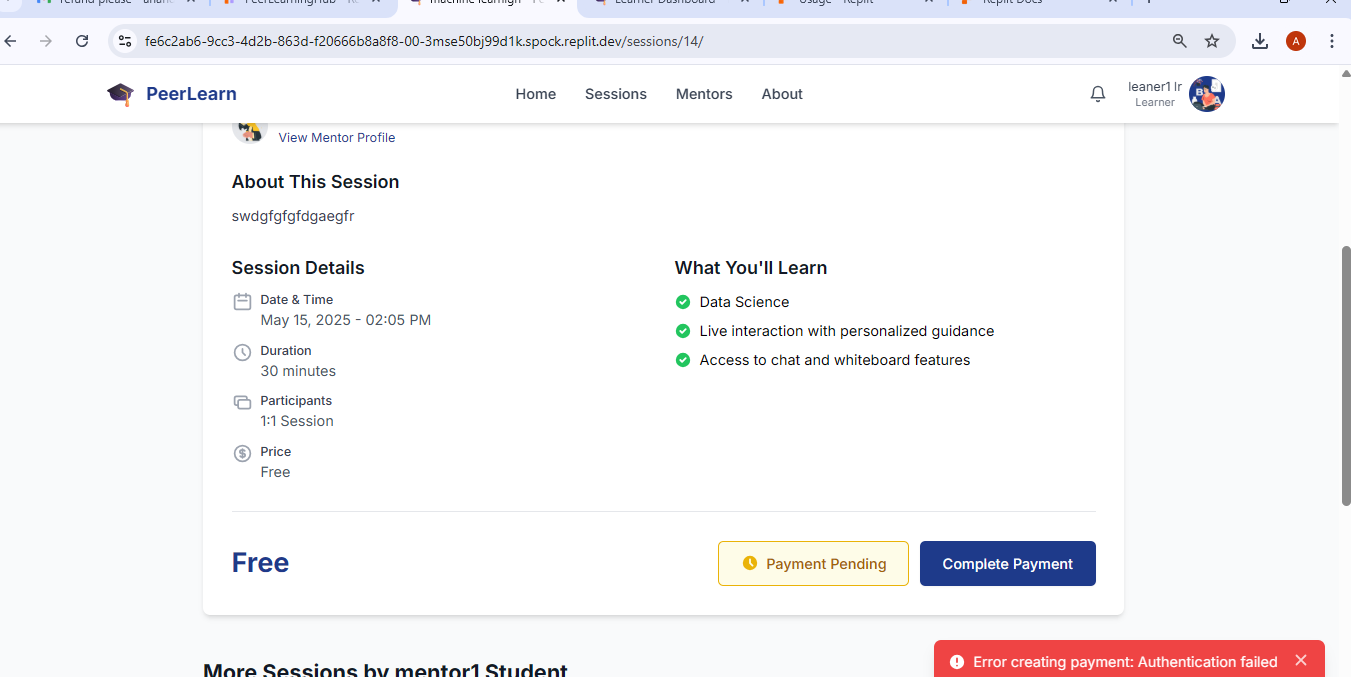 refund please
PeerLearningHub
machine learnign
Learner Dashboard
Usage - Replit
Replit Docs
fe6c2ab6-9cc3-4d2b-863d-f20666b8a8f8-00-3mse50bj99d1k.spock.replit.dev/sessions/14/
A
PeerLearn
Home
Sessions
Mentors
About
leaner1 lr
Learner
View Mentor Profile
About This Session
swdgfgfgfdgaegfr
Session Details
Date & Time
May 15, 2025 - 02:05 PM
Duration
30 minutes
Participants
1:1 Session
Price
Free
What You'll Learn
Data Science
Live interaction with personalized guidance
Access to chat and whiteboard features
Free
Payment Pending
Complete Payment
More Sessions by mentor1 Student
Error creating payment: Authentication failed